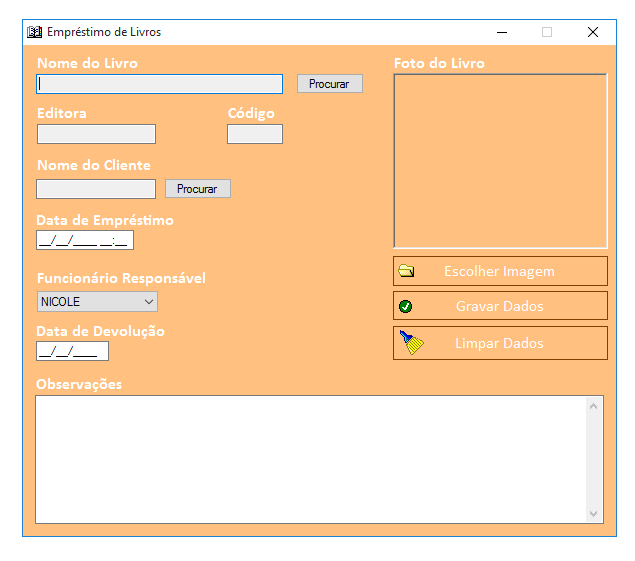 Empréstimo de Livros
Nome do Livro
Procurar
Foto do Livro
Editora
Código
Nome do Cliente
Procurar
Data de Empréstimo
__/__/____ __:__
Funcionário Responsável
NICOLE
Data de Devolução
__/__/____
Escolher Imagem
Gravar Dados
Limpar Dados
Observações